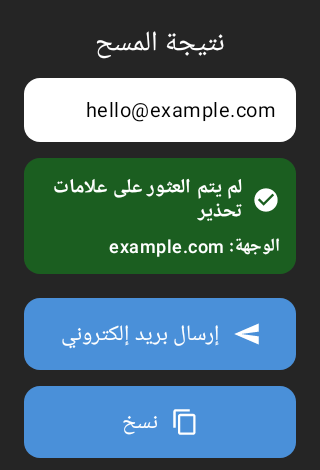 نتيجة المسح
hello@example.com
لم يتم العثور على علامات
تحذير
الوجهة: example.com
إرسال بريد إلكتروني
نسخ